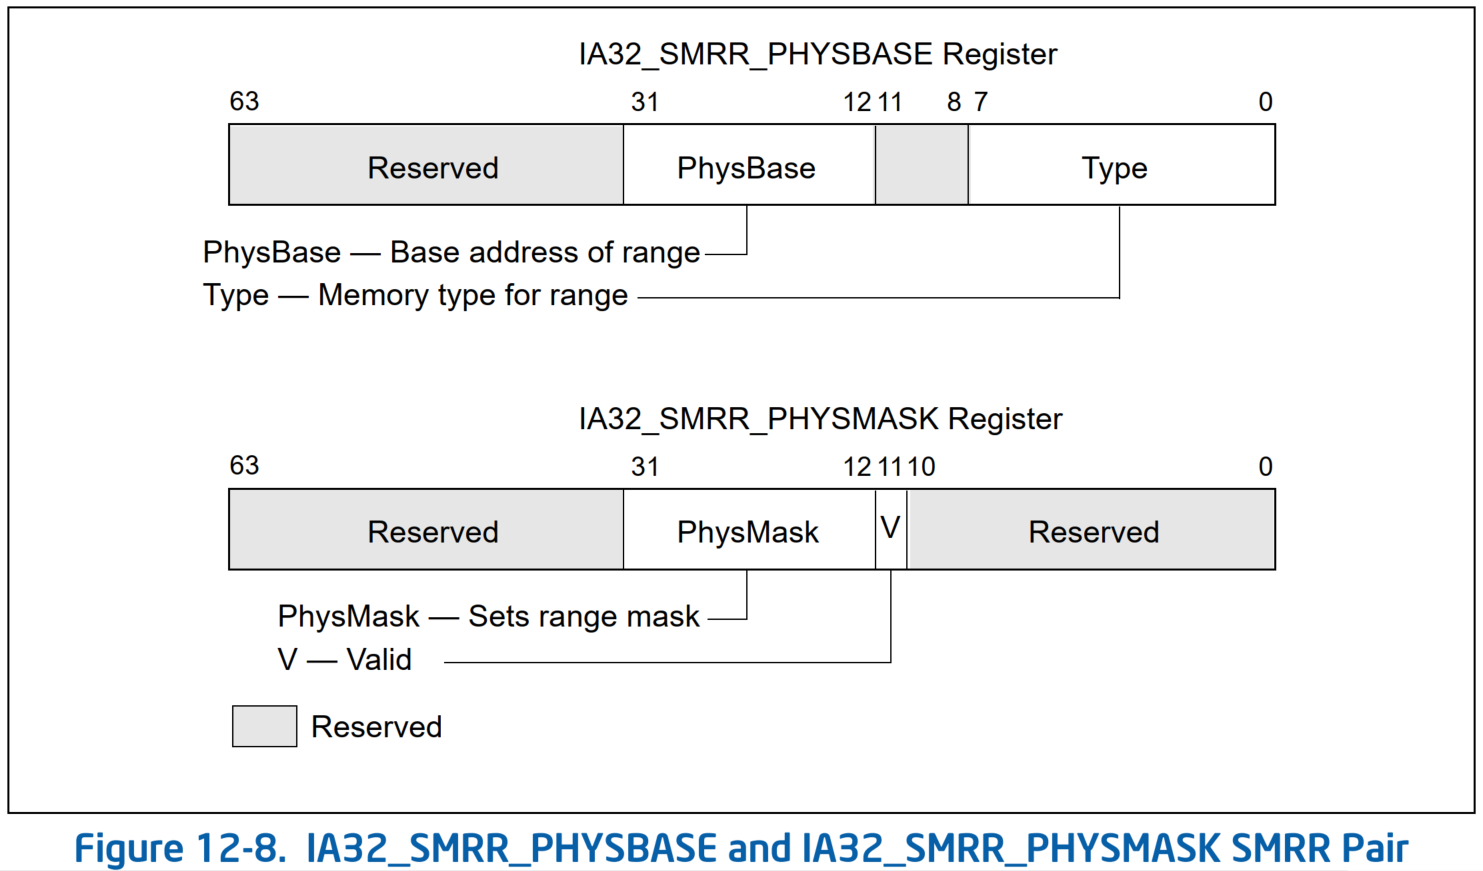 IA32_SMRR_PHYSBASE Register
63 31 12 11 8 7 0
Reserved PhysBase Type
PhysBase — Base address of range
Type — Memory type for range
IA32_SMRR_PHYSMASK Register
63 31 12 11 10 0
Reserved PhysMask V Reserved
PhysMask — Sets range mask
V — Valid
Reserved
Figure 12-8. IA32_SMRR_PHYSBASE and IA32_SMRR_PHYSMASK SMRR Pair